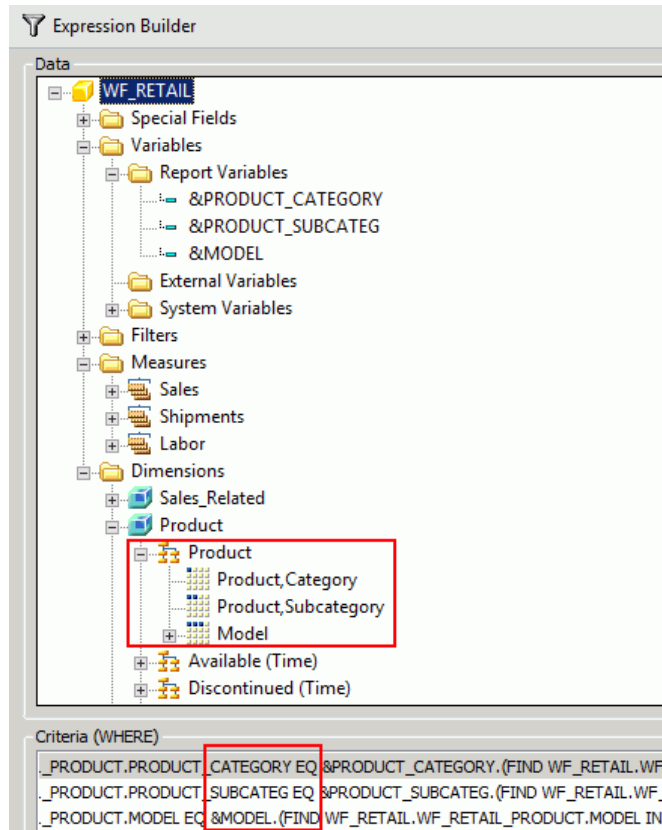 Expression Builder
Data
WF_RETAIL
Special Fields
Variables
Report Variables
&PRODUCT_CATEGORY
&PRODUCT_SUBCATEG
&MODEL
External Variables
System Variables
Filters
Measures
Sales
Shipments
Labor
Dimensions
Sales_Related
Product
Product
Product,Category
Product,Subcategory
Model
Available (Time)
Discontinued (Time)
Criteria (WHERE)
._PRODUCT.PRODUCT_CATEGORY EQ &PRODUCT_CATEGORY.(FIND WF_RETAIL.WF
._PRODUCT.PRODUCT_SUBCATEG EQ &PRODUCT_SUBCATEG.(FIND WF_RETAIL.WF_
._PRODUCT.MODEL EQ &MODEL.(FIND WF_RETAIL.WF_RETAIL_PRODUCT.MODEL IN